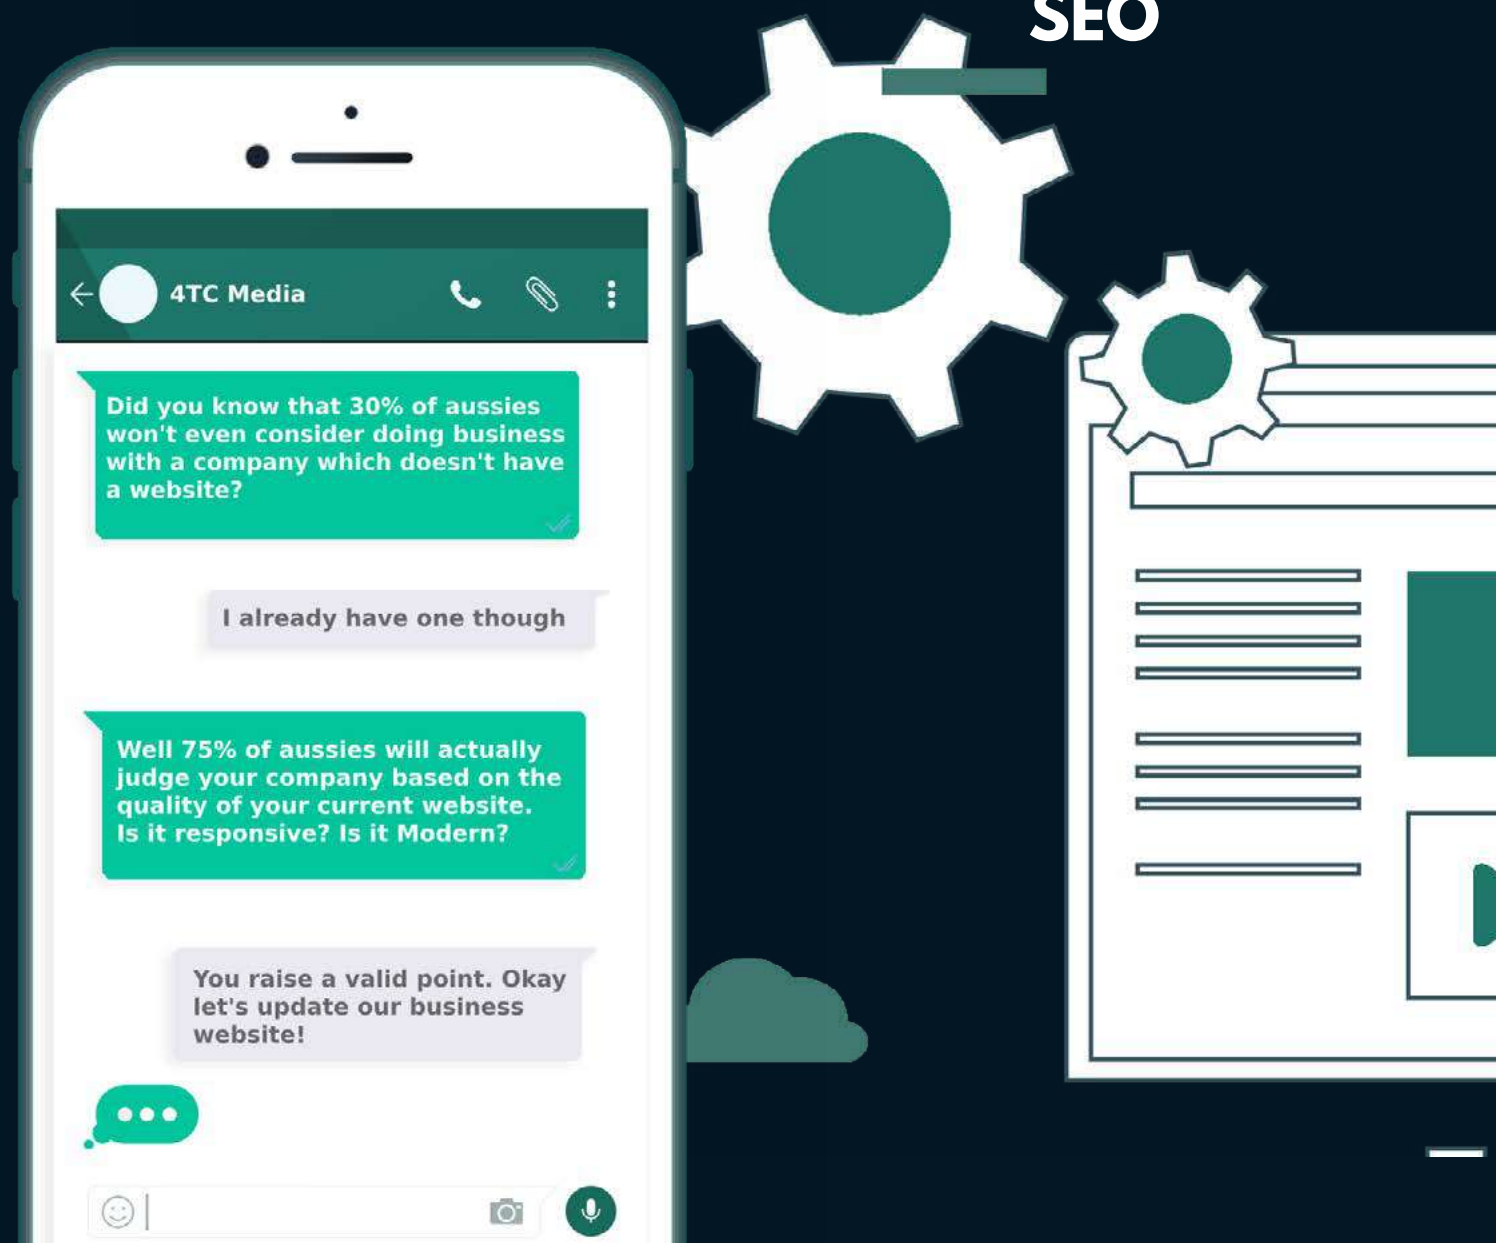 SEO
4TC Media
Did you know that 30% of aussies
won't even consider doing business
with a company which doesn't have
a website?
I already have one though
Well 75% of aussies will actually
judge your company based on the
quality of your current website.
Is it responsive? Is it Modern?
You raise a valid point. Okay
let's update our business
website!